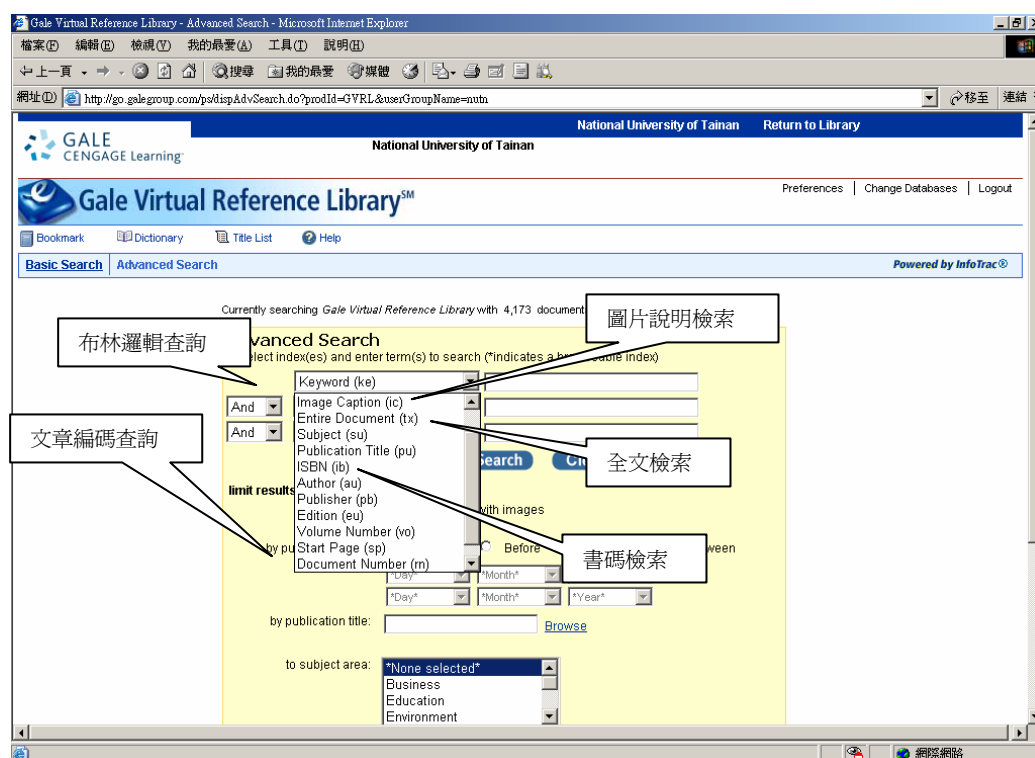 Gale Virtual Reference Library - Advanced Search - Microsoft Internet Explorer
檔案(F) 編輯(E) 檢視(V) 我的最愛(A) 工具(T) 說明(H)
上一頁 搜尋 我的最愛 媒體
網址(D) http://go.galegroup.com/ps/dispAdvSearch.do?prodId=GVRL&userGroupName=nutn 移至 連結
National University of Tainan Return to Library
GALE
CENGAGE Learning
National University of Tainan
Gale Virtual Reference Library SM
Preferences Change Databases Logout
Bookmark Dictionary Title List Help
Basic Search Advanced Search Powered by InfoTrac®
Currently searching Gale Virtual Reference Library with 4,173 document
圖片說明檢索
布林邏輯查詢
vanced Search
lect index(es) and enter term(s) to search (*indicates a
index)
Keyword (ke)
And
And
Image Caption (ic)
Entire Document (tx)
Subject (su)
Publication Title (pu)
ISBN (ib)
Author (au)
Publisher (pb)
Edition (eu)
Volume Number (vo)
Start Page (sp)
Document Number (rn)
文章編碼查詢
全文檢索
Search Cl
limit results
with images
書碼檢索
by pu
Before
ween
*Day* *Month*
*Day* *Month* *Year*
by publication title: Browse
to subject area: *None selected*
Business
Education
Environment
網際網路